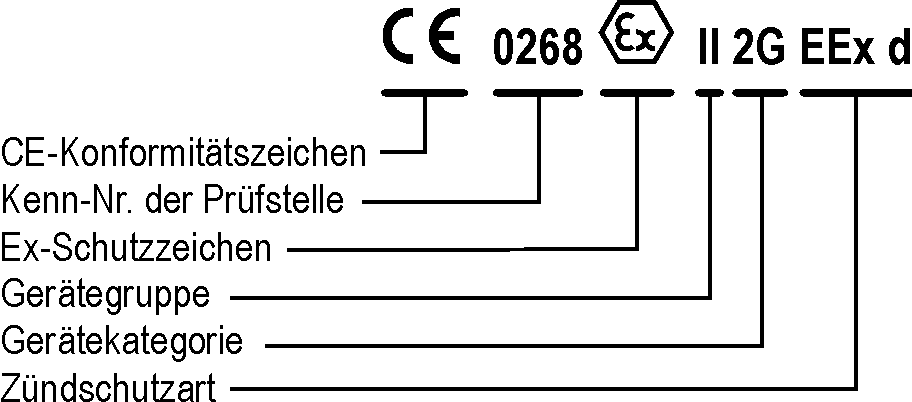 CE 0268 Ex II 2G EEx d
CE-Konformitätszeichen
Kenn-Nr. der Prüfstelle
Ex-Schutzzeichen
Gerätegruppe
Gerätekategorie
Zündschutzart